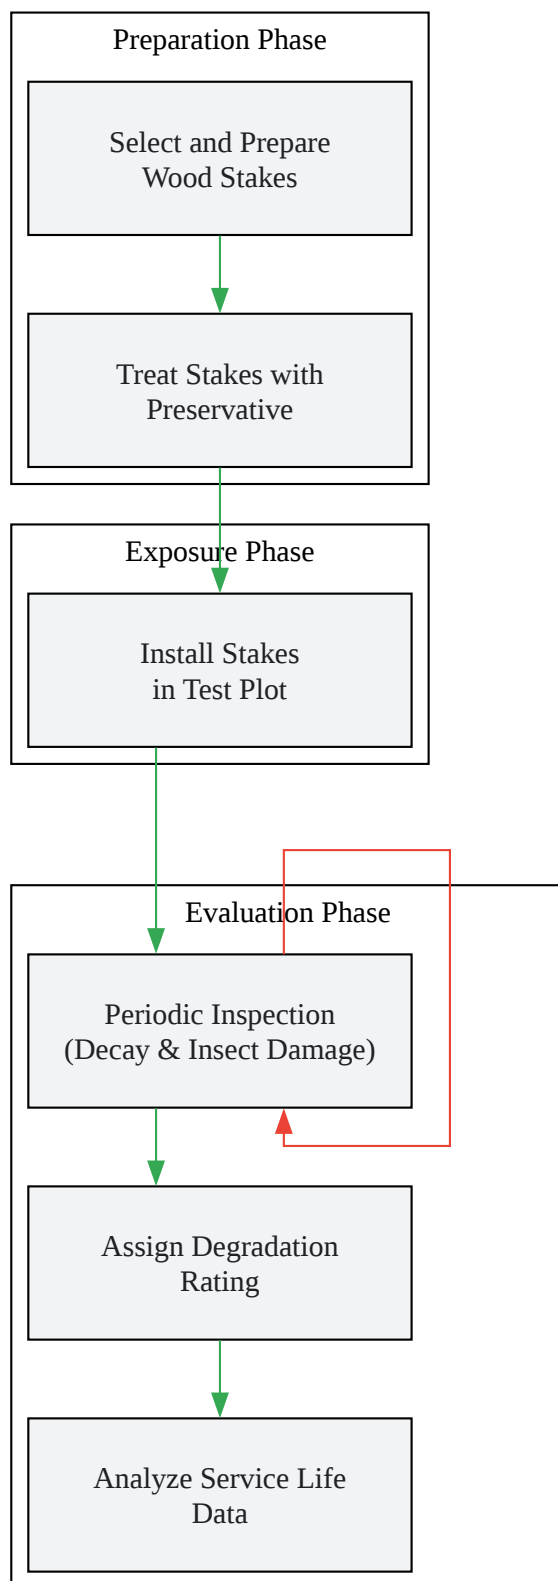 Preparation Phase
Select and Prepare
Wood Stakes
Treat Stakes with
Preservative
Exposure Phase
Install Stakes
in Test Plot
Evaluation Phase
Periodic Inspection
(Decay & Insect Damage)
Assign Degradation
Rating
Analyze Service Life
Data